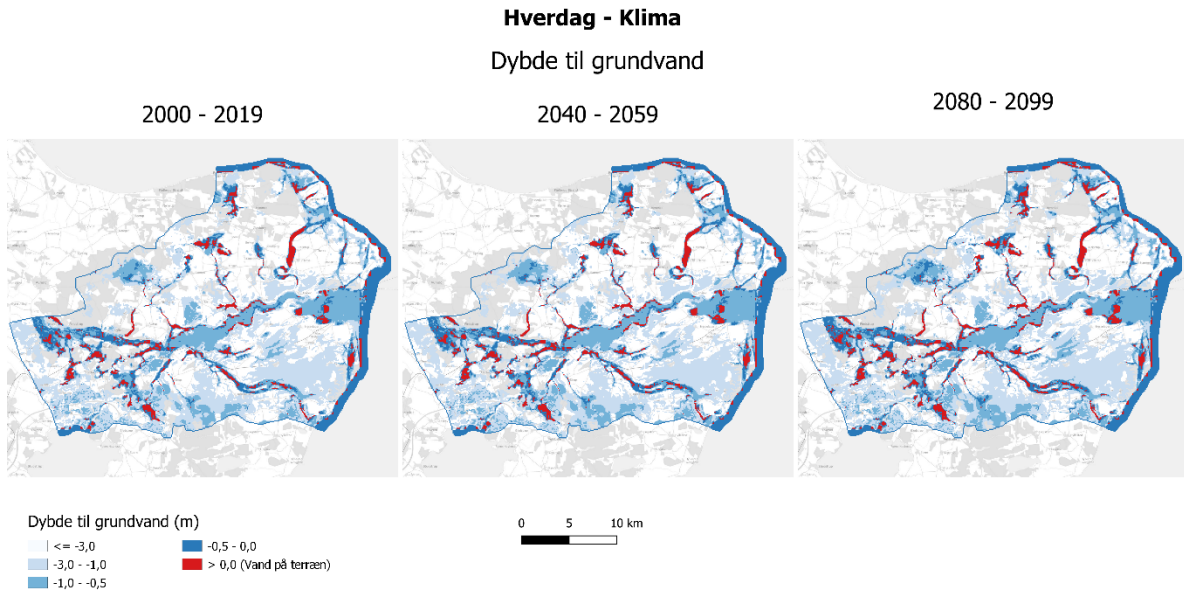 Hverdag - Klima
Dybde til grundvand
2000 - 2019
2040 - 2059
2080 - 2099
Dybde til grundvand (m)
<= -3,0
-3,0 - -1,0
-1,0 - -0,5
-0,5 - 0,0
> 0,0 (Vand på terræn)
0 5 10 km